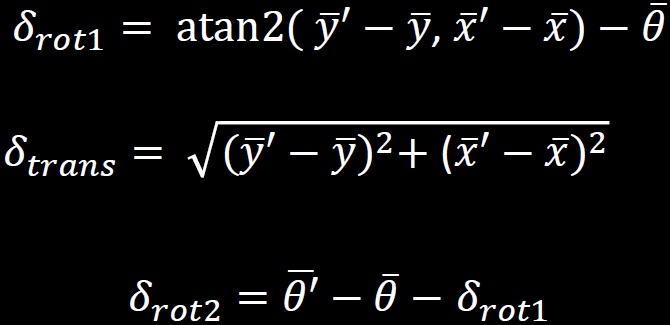 δ_rot1 = atan2( ȳ′ − ȳ, x̄′ − x̄) − θ̄
δ_trans = √((ȳ′ − ȳ)² + (x̄′ − x̄)²)
δ_rot2 = θ̄′ − θ̄ − δ_rot1